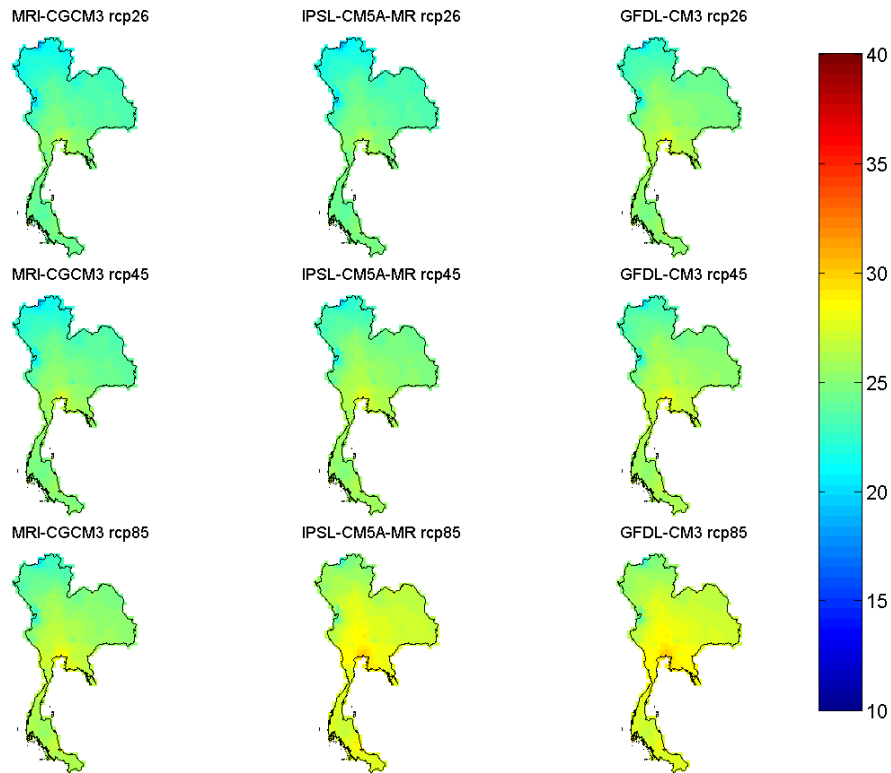 MRI-CGCM3 rcp26 IPSL-CM5A-MR rcp26 GFDL-CM3 rcp26
MRI-CGCM3 rcp45 IPSL-CM5A-MR rcp45 GFDL-CM3 rcp45
MRI-CGCM3 rcp85 IPSL-CM5A-MR rcp85 GFDL-CM3 rcp85
40
35
30
25
20
15
10